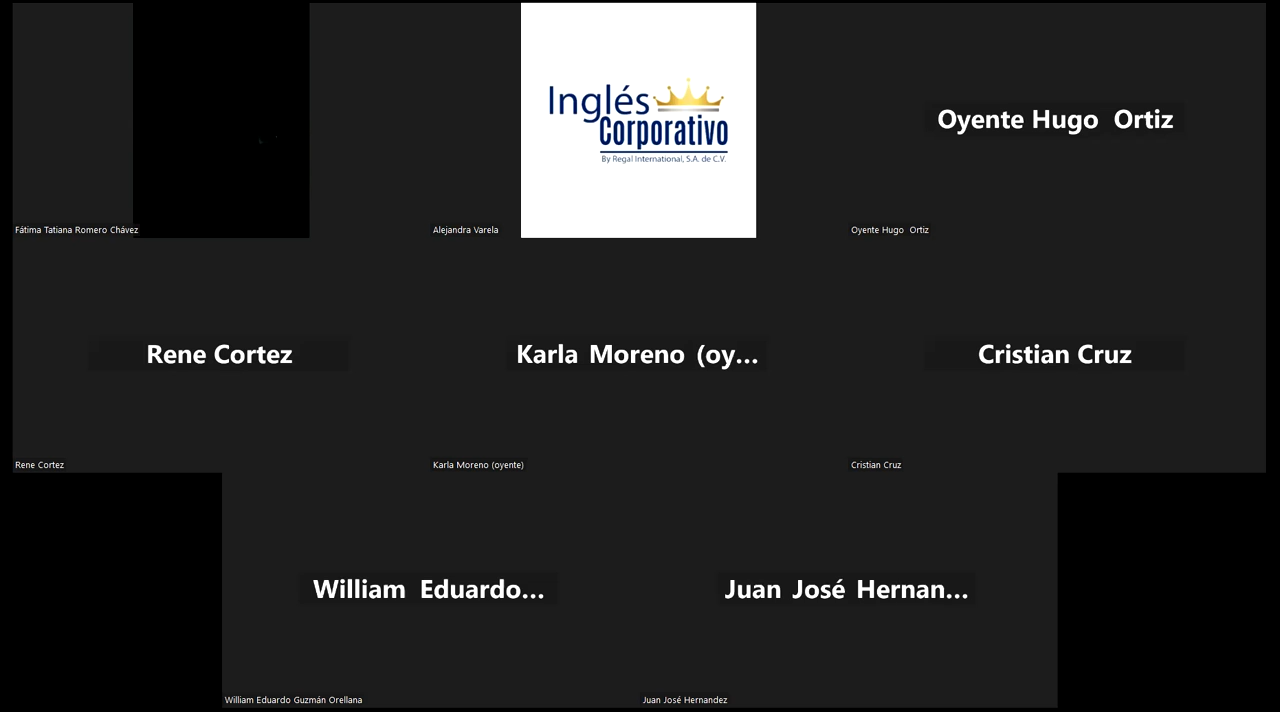 Inglés
Corporativo
By Regal International, S.A. de C.V.
Oyente Hugo  Ortiz
Fátima Tatiana Romero Chávez
Alejandra Varela
Oyente Hugo  Ortiz
Rene Cortez
Karla Moreno (oy...
Cristian Cruz
Rene Cortez
Karla Moreno (oyente)
Cristian Cruz
William Eduardo...
Juan José Hernan...
William Eduardo Guzmán Orellana
Juan José Hernandez